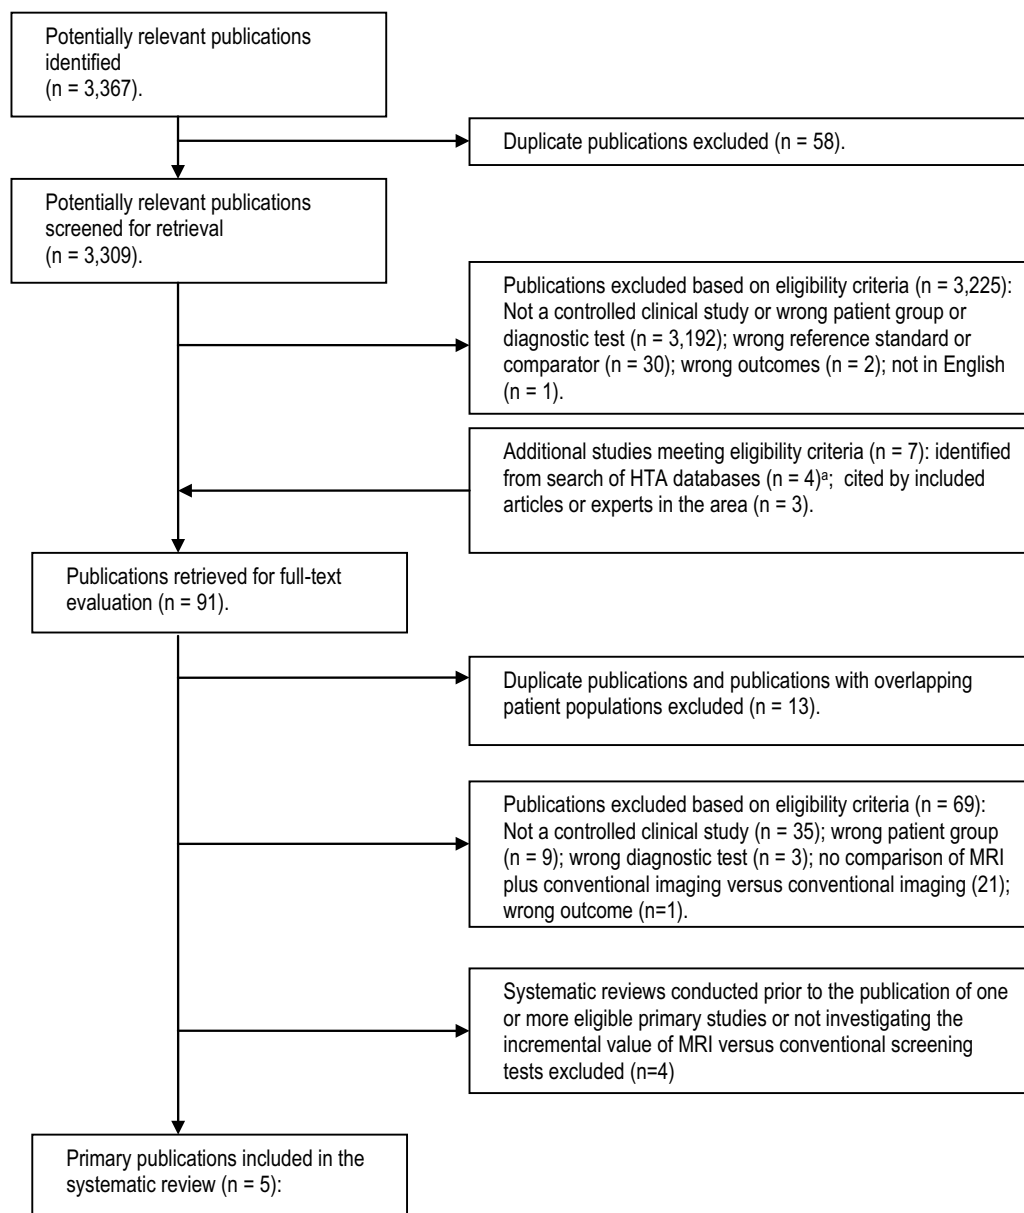 Potentially relevant publications
identified
(n = 3,367).
Duplicate publications excluded (n = 58).
Potentially relevant publications
screened for retrieval
(n = 3,309).
Publications excluded based on eligibility criteria (n = 3,225):
Not a controlled clinical study or wrong patient group or
diagnostic test (n = 3,192); wrong reference standard or
comparator (n = 30); wrong outcomes (n = 2); not in English
(n = 1).
Additional studies meeting eligibility criteria (n = 7): identified
from search of HTA databases (n = 4)ª; cited by included
articles or experts in the area (n = 3).
Publications retrieved for full-text
evaluation (n = 91).
Duplicate publications and publications with overlapping
patient populations excluded (n = 13).
Publications excluded based on eligibility criteria (n = 69):
Not a controlled clinical study (n = 35); wrong patient group
(n = 9); wrong diagnostic test (n = 3); no comparison of MRI
plus conventional imaging versus conventional imaging (21);
wrong outcome (n=1).
Systematic reviews conducted prior to the publication of one
or more eligible primary studies or not investigating the
incremental value of MRI versus conventional screening
tests excluded (n=4)
Primary publications included in the
systematic review (n = 5):